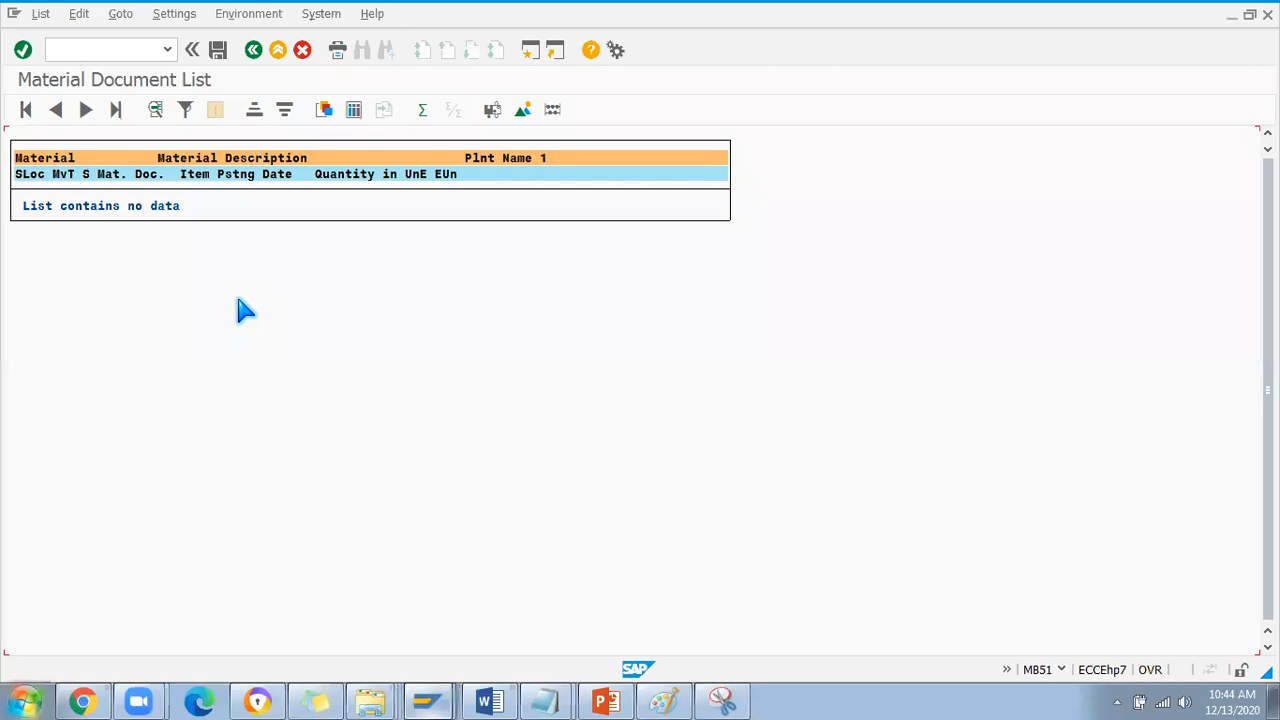 List Edit Goto Settings Environment System Help
Material Document List
Material Material Description Plnt Name 1
SLoc MvT S Mat. Doc. Item Pstng Date Quantity in UnE EUn
List contains no data
SAP
MB51 ECCEhp7 OVR
10:44 AM
12/13/2020